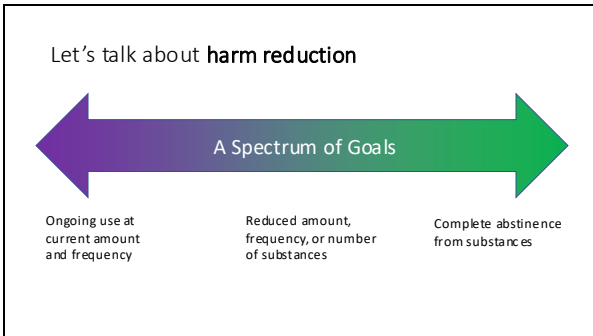 Let's talk about harm reduction
A Spectrum of Goals
Ongoing use at
current amount
and frequency
Reduced amount,
frequency, or number
of substances
Complete abstinence
from substances